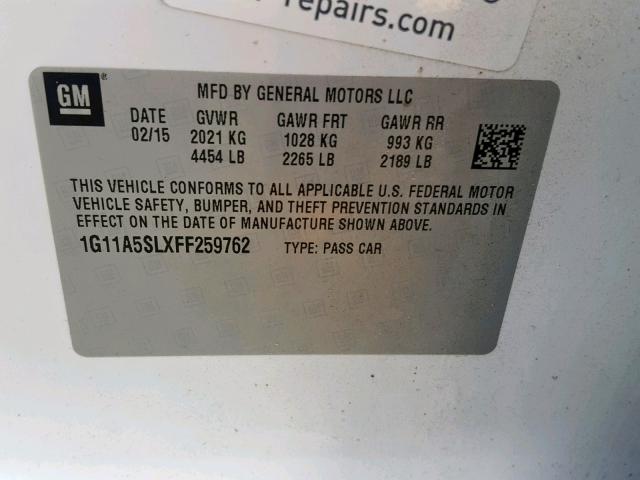 repairs.com
GM ®
MFD BY GENERAL MOTORS LLC
DATE GVWR GAWR FRT GAWR RR
02/15 2021 KG 1028 KG 993 KG
4454 LB 2265 LB 2189 LB
THIS VEHICLE CONFORMS TO ALL APPLICABLE U.S. FEDERAL MOTOR
VEHICLE SAFETY, BUMPER, AND THEFT PREVENTION STANDARDS IN
EFFECT ON THE DATE OF MANUFACTURE SHOWN ABOVE.
1G11A5SLXFF259762 TYPE: PASS CAR